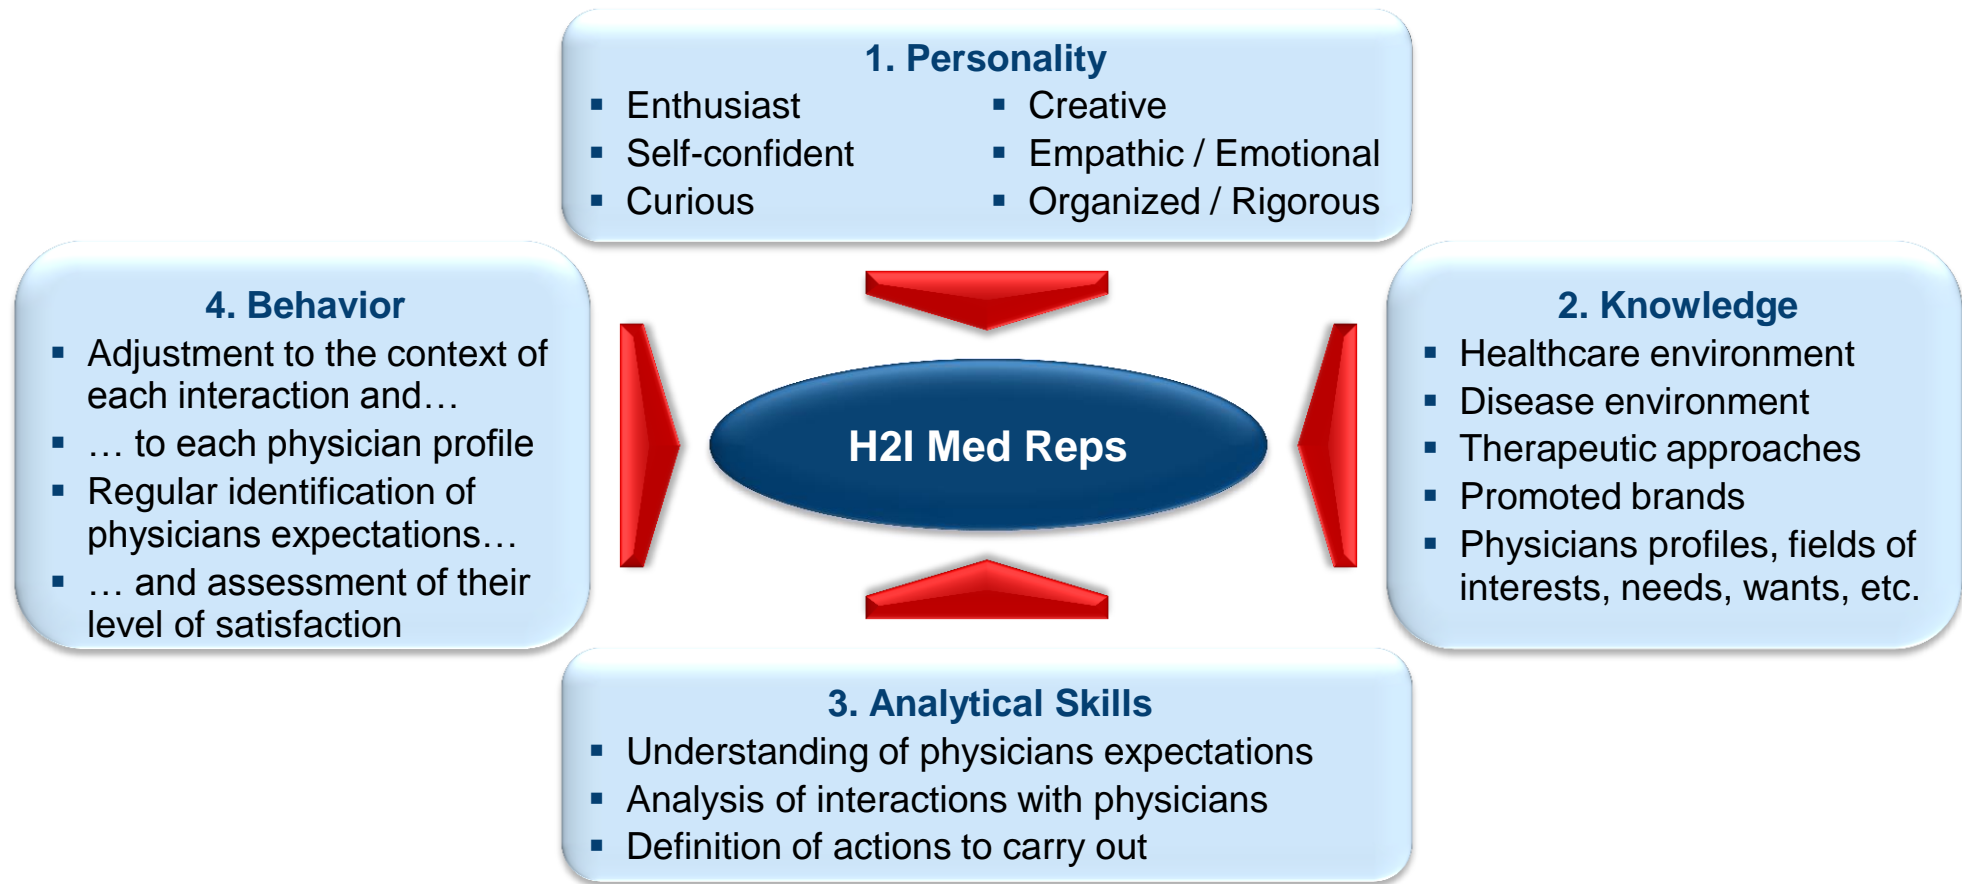 1. Personality
▪ Enthusiast
▪ Self-confident
▪ Curious
▪ Creative
▪ Empathic / Emotional
▪ Organized / Rigorous
4. Behavior
▪ Adjustment to the context of
each interaction and…
▪ … to each physician profile
▪ Regular identification of
physicians expectations…
▪ … and assessment of their
level of satisfaction
H2I Med Reps
2. Knowledge
▪ Healthcare environment
▪ Disease environment
▪ Therapeutic approaches
▪ Promoted brands
▪ Physicians profiles, fields of
interests, needs, wants, etc.
3. Analytical Skills
▪ Understanding of physicians expectations
▪ Analysis of interactions with physicians
▪ Definition of actions to carry out